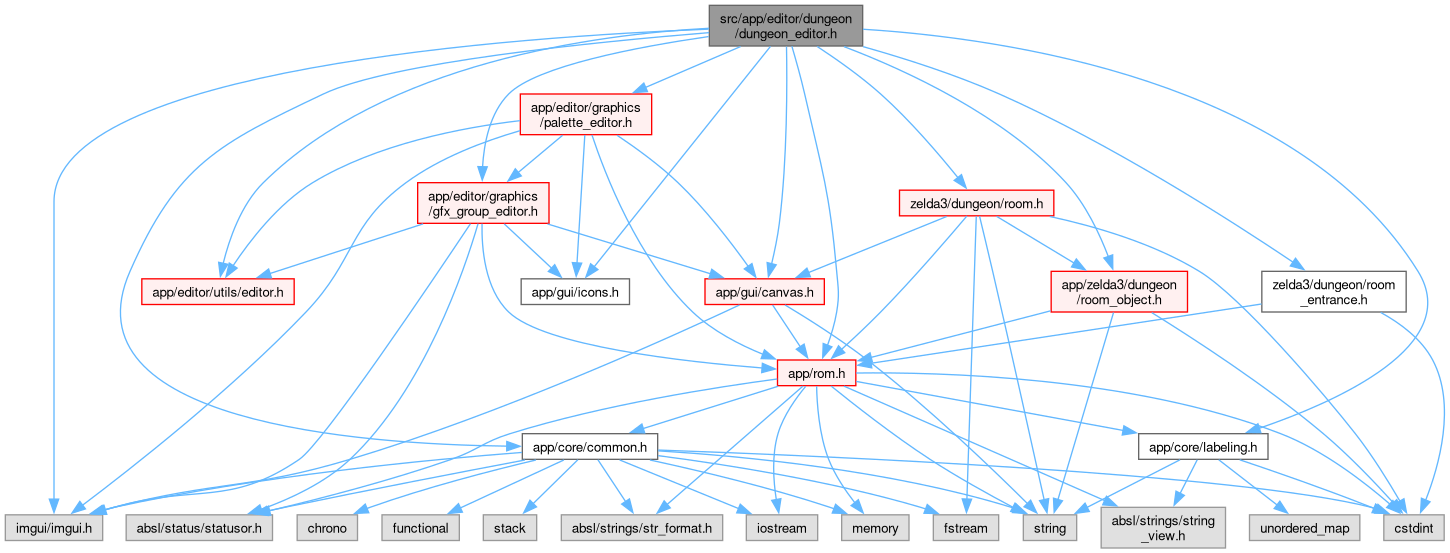 src/app/editor/dungeon
/dungeon_editor.h
app/editor/graphics
/palette_editor.h
app/editor/graphics
/gfx_group_editor.h
zelda3/dungeon/room.h
app/editor/utils/editor.h
app/gui/icons.h
app/gui/canvas.h
app/zelda3/dungeon
/room_object.h
zelda3/dungeon/room
_entrance.h
app/rom.h
app/core/common.h
app/core/labeling.h
imgui/imgui.h
absl/status/statusor.h
chrono
functional
stack
absl/strings/str_format.h
iostream
memory
fstream
string
absl/strings/string
_view.h
unordered_map
cstdint